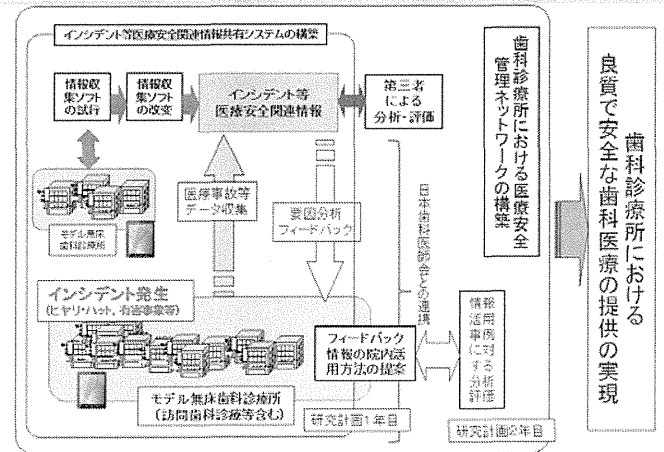 インシデント等医療安全関連情報共有システムの構築
情報収
集ソフト
の試行
情報収
集ソフト
の改変
インシデント等
医療安全関連情報
第三者
による
分析・評価
モデル無床
歯科診療所
医療事故等
データ収集
要因分析
フィードバック
日本歯科医師会との連携
歯科診療所における医療安全
管理ネットワークの構築
歯科診療所における
良質で安全な歯科医療の提供の実現
インシデント発生
(ヒヤリ・ハット, 有害事象等)
フィードバック
情報の院内活
用方法の提案
情報
活用
事例
に対
する
分析
評価
モデル無床歯科診療所
(訪問歯科診療等含む)
研究計画1年目
研究計画2年目